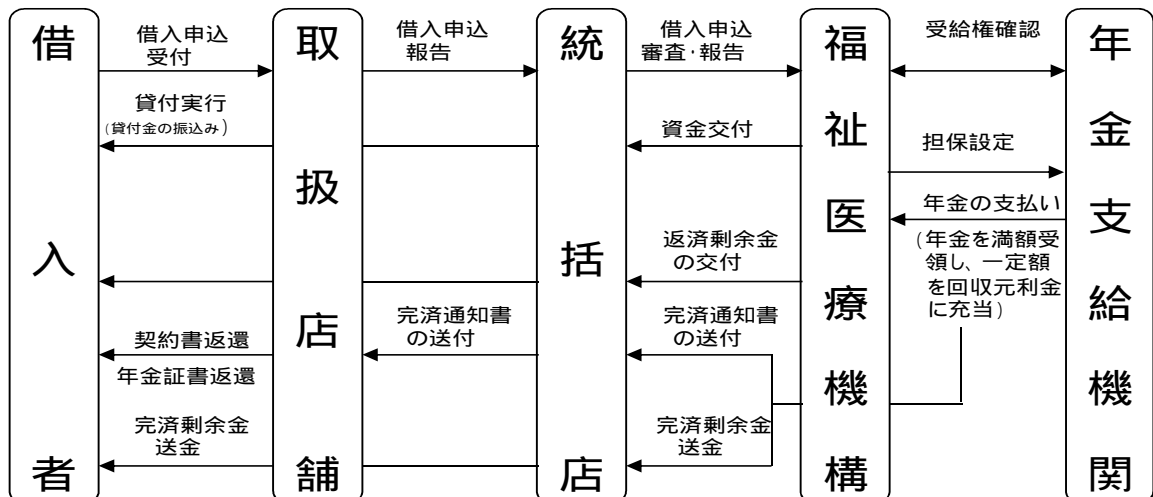 借入者
取扱店舗
統括店
福祉医療機構
年金支給機関
借入申込
受付
借入申込
報告
借入申込
審査・報告
受給権確認
貸付実行
(貸付金の振込み)
資金交付
担保設定
年金の支払い
(年金を満額受
領し、一定額
を回収元利金
に充当)
返済剰余金
の交付
完済通知書
の送付
完済通知書
の送付
契約書返還
年金証書返還
完済剰余金
送金
完済剰余金
送金